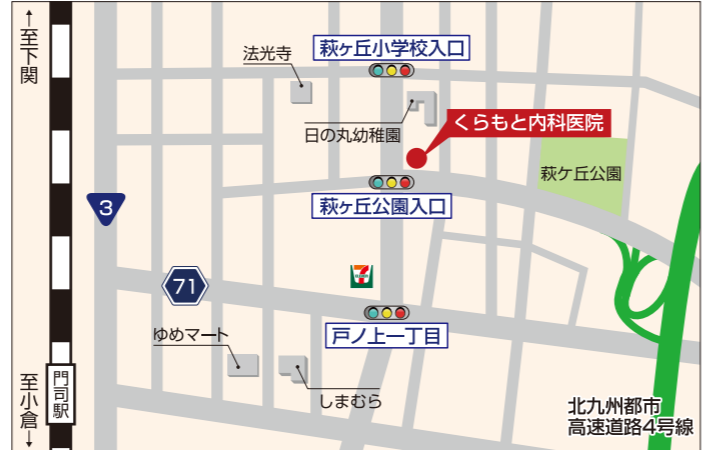 ↑至下関
萩ヶ丘小学校入口
法光寺
日の丸幼稚園
くらもと内科医院
萩ケ丘公園
萩ヶ丘公園入口
3
7
ELEVEN
71
戸ノ上一丁目
ゆめマート
しまむら
門司駅
至小倉↓
北九州都市
高速道路4号線